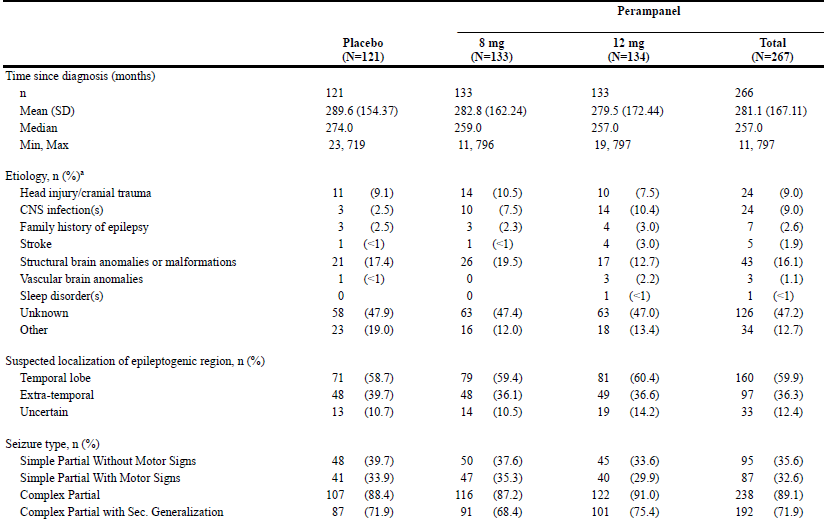 Perampanel
Placebo 8 mg 12 mg Total
(N=121) (N=133) (N=134) (N=267)
Time since diagnosis (months)
n 121 133 133 266
Mean (SD) 289.6 (154.37) 282.8 (162.24) 279.5 (172.44) 281.1 (167.11)
Median 274.0 259.0 257.0 257.0
Min, Max 23, 719 11, 796 19, 797 11, 797
Etiology, n (%)a
Head injury/cranial trauma 11 (9.1) 14 (10.5) 10 (7.5) 24 (9.0)
CNS infection(s) 3 (2.5) 10 (7.5) 14 (10.4) 24 (9.0)
Family history of epilepsy 3 (2.5) 3 (2.3) 4 (3.0) 7 (2.6)
Stroke 1 (<1) 1 (<1) 4 (3.0) 5 (1.9)
Structural brain anomalies or malformations 21 (17.4) 26 (19.5) 17 (12.7) 43 (16.1)
Vascular brain anomalies 1 (<1) 0 3 (2.2) 3 (1.1)
Sleep disorder(s) 0 0 1 (<1) 1 (<1)
Unknown 58 (47.9) 63 (47.4) 63 (47.0) 126 (47.2)
Other 23 (19.0) 16 (12.0) 18 (13.4) 34 (12.7)
Suspected localization of epileptogenic region, n (%)
Temporal lobe 71 (58.7) 79 (59.4) 81 (60.4) 160 (59.9)
Extra-temporal 48 (39.7) 48 (36.1) 49 (36.6) 97 (36.3)
Uncertain 13 (10.7) 14 (10.5) 19 (14.2) 33 (12.4)
Seizure type, n (%)
Simple Partial Without Motor Signs 48 (39.7) 50 (37.6) 45 (33.6) 95 (35.6)
Simple Partial With Motor Signs 41 (33.9) 47 (35.3) 40 (29.9) 87 (32.6)
Complex Partial 107 (88.4) 116 (87.2) 122 (91.0) 238 (89.1)
Complex Partial with Sec. Generalization 87 (71.9) 91 (68.4) 101 (75.4) 192 (71.9)